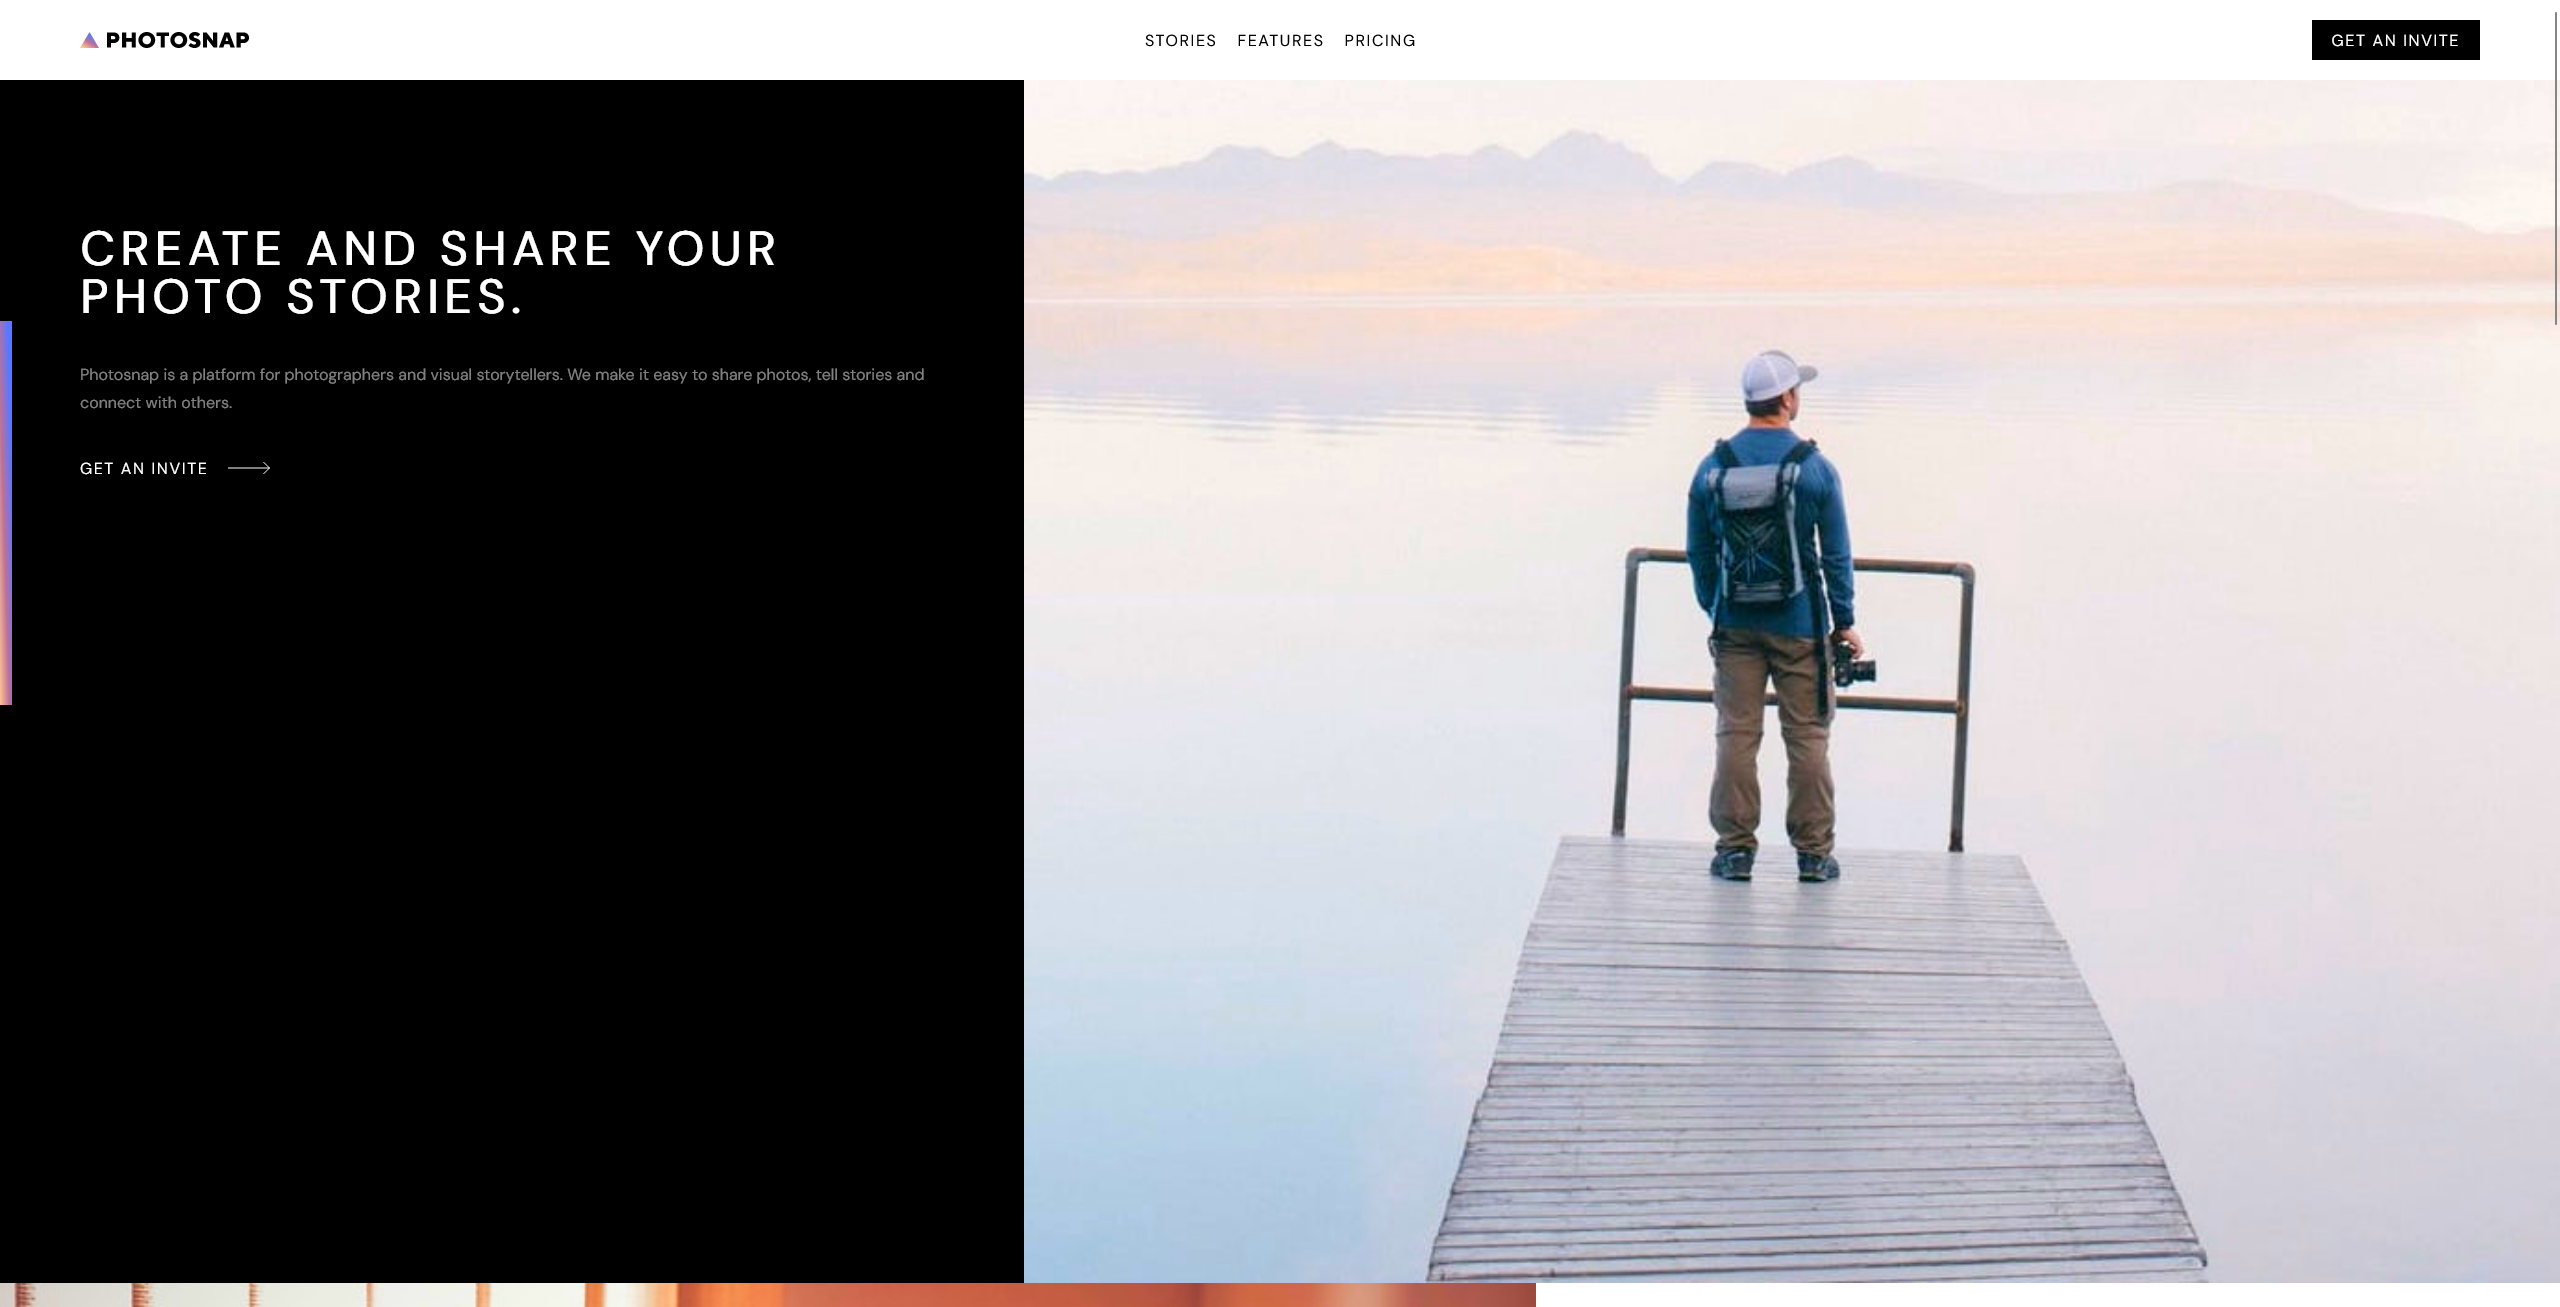 PHOTOSNAP
STORIES FEATURES PRICING
GET AN INVITE
CREATE AND SHARE YOUR
PHOTO STORIES.
Photosnap is a platform for photographers and visual storytellers. We make it easy to share photos, tell stories and
connect with others.
GET AN INVITE